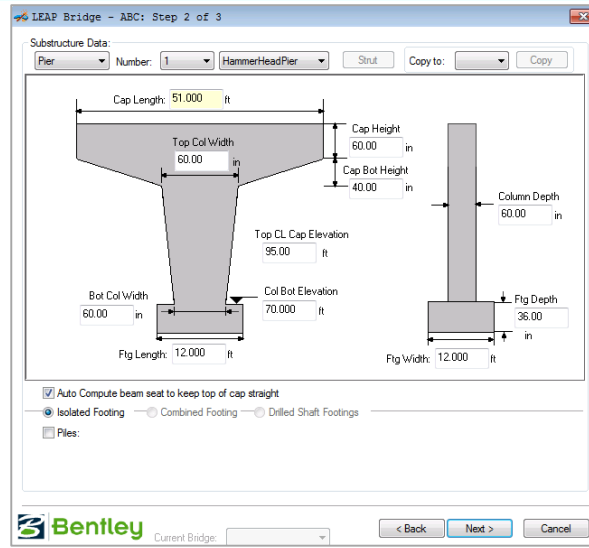 LEAP Bridge - ABC: Step 2 of 3
Substructure Data:
Pier Number: 1 HammerHeadPier Strut Copy to: Copy
Cap Length: 51.000 ft
Cap Height
60.00 in
Top Col Width
60.00 in
Cap Bot Height
40.00 in
Column Depth
60.00 in
Top CL Cap Elevation
95.00 ft
Bot Col Width
60.00 in
Col Bot Elevation
70.000 ft
Ftg Depth
36.00
in
Ftg Length: 12.000 ft
Ftg Width: 12.000 ft
Auto Compute beam seat to keep top of cap straight
Isolated Footing Combined Footing Drilled Shaft Footings
Piles:
Bentley Current Bridge: < Back Next > Cancel